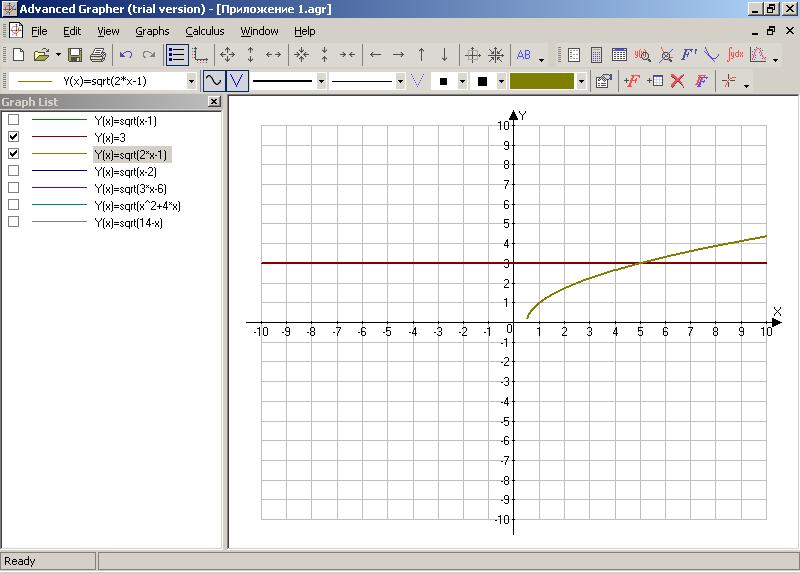 Advanced Grapher (trial version) - [Приложение 1.agr]
File Edit View Graphs Calculus Window Help
AB F' ∫ydx
Y(x)=sqrt(2*x-1) F F
Graph List
Y(x)=sqrt(x-1)
Y(x)=3
Y(x)=sqrt(2*x-1)
Y(x)=sqrt(x-2)
Y(x)=sqrt(3*x-6)
Y(x)=sqrt(x^2+4*x)
Y(x)=sqrt(14-x)
Y
10
9
8
7
6
5
4
3
2
1
X
-10 -9 -8 -7 -6 -5 -4 -3 -2 -1 0 1 2 3 4 5 6 7 8 9 10
-1
-2
-3
-4
-5
-6
-7
-8
-9
-10
Ready